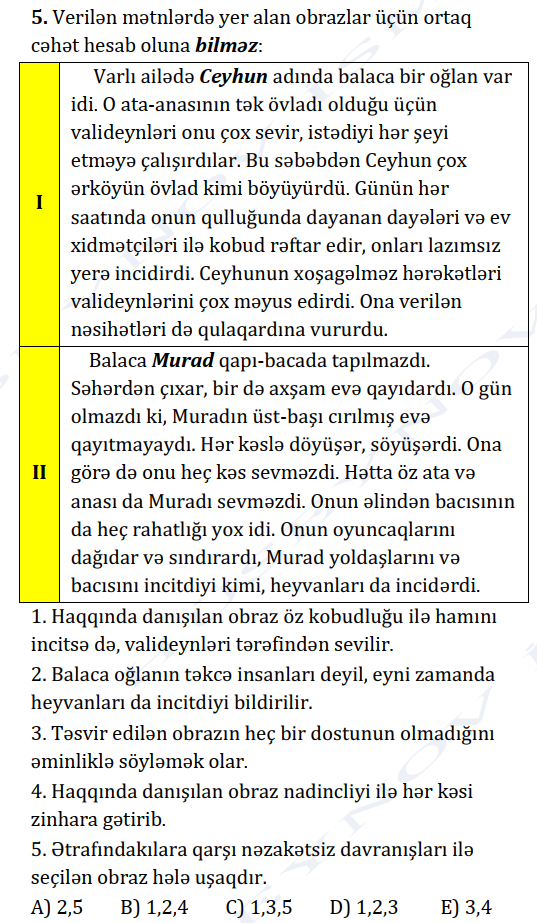 5. Verilən mətnlərdə yer alan obrazlar üçün ortaq
cəhət hesab oluna bilməz:
I
Varlı ailədə Ceyhun adında balaca bir oğlan var
idi. O ata-anasının tək övladı olduğu üçün
valideynləri onu çox sevir, istədiyi hər şeyi
etməyə çalışırdılar. Bu səbəbdən Ceyhun çox
ərköyün övlad kimi böyüyürdü. Günün hər
saatında onun qulluğunda dayanan dayələri və ev
xidmətçiləri ilə kobud rəftar edir, onları lazımsız
yerə incidirdi. Ceyhunun xoşagəlməz hərəkətləri
valideynlərini çox məyus edirdi. Ona verilən
nəsihətləri də qulaqardına vururdu.
II
Balaca Murad qapı-bacada tapılmazdı.
Səhərdən çıxar, bir də axşam evə qayıdardı. O gün
olmazdı ki, Muradın üst-başı cırılmış evə
qayıtmayaydı. Hər kəslə döyüşər, söyüşərdi. Ona
görə də onu heç kəs sevməzdi. Hətta öz ata və
anası da Muradı sevməzdi. Onun əlindən bacısının
da heç rahatlığı yox idi. Onun oyuncaqlarını
dağıdar və sındırardı, Murad yoldaşlarını və
bacısını incitdiyi kimi, heyvanları da incidərdi.
1. Haqqında danışılan obraz öz kobudluğu ilə hamını
incitsə də, valideynləri tərəfindən sevilir.
2. Balaca oğlanın təkcə insanları deyil, eyni zamanda
heyvanları da incitdiyi bildirilir.
3. Təsvir edilən obrazın heç bir dostunun olmadığını
əminliklə söyləmək olar.
4. Haqqında danışılan obraz nadincliyi ilə hər kəsi
zinhara gətirib.
5. Ətrafındakılara qarşı nəzakətsiz davranışları ilə
seçilən obraz hələ uşaqdır.
A) 2,5 B) 1,2,4 C) 1,3,5 D) 1,2,3 E) 3,4